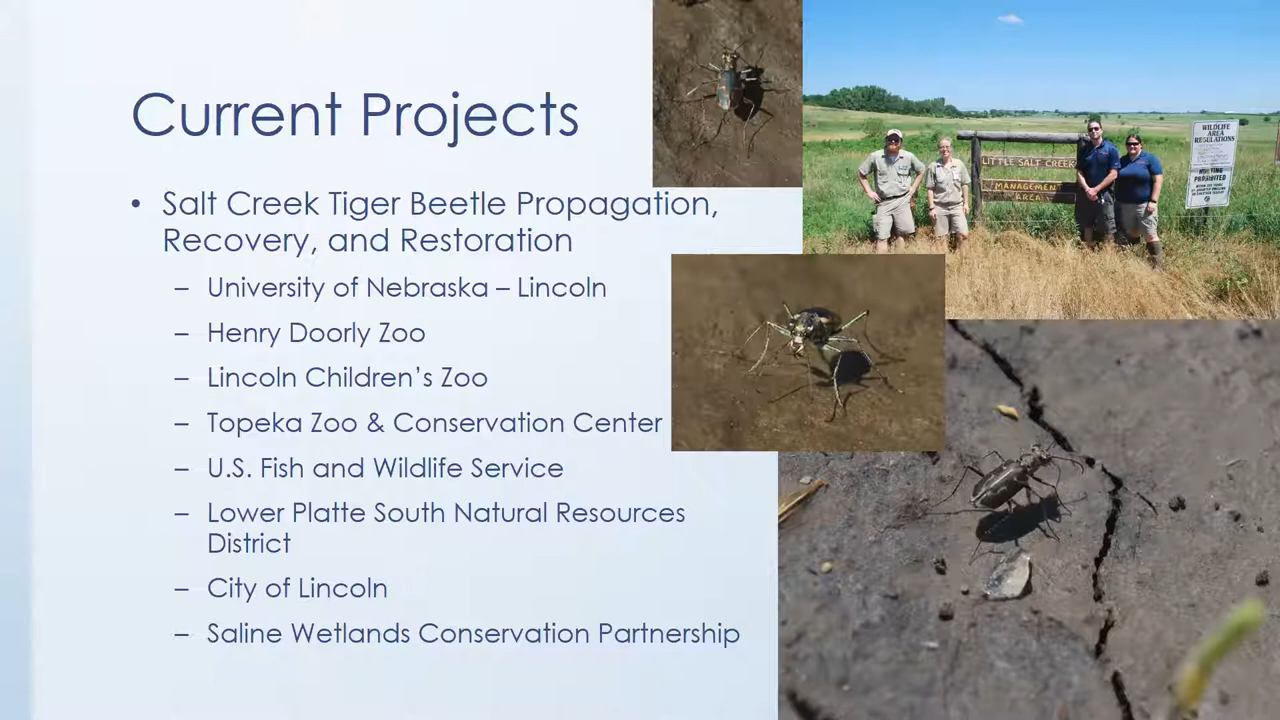 Current Projects
• Salt Creek Tiger Beetle Propagation,
Recovery, and Restoration
– University of Nebraska – Lincoln
– Henry Doorly Zoo
– Lincoln Children’s Zoo
– Topeka Zoo & Conservation Center
– U.S. Fish and Wildlife Service
– Lower Platte South Natural Resources
District
– City of Lincoln
– Saline Wetlands Conservation Partnership
LITTLE SALT CREEK
MANAGEMENT
AREA
WILDLIFE
AREA
REGULATIONS
HUNTING
PROHIBITED